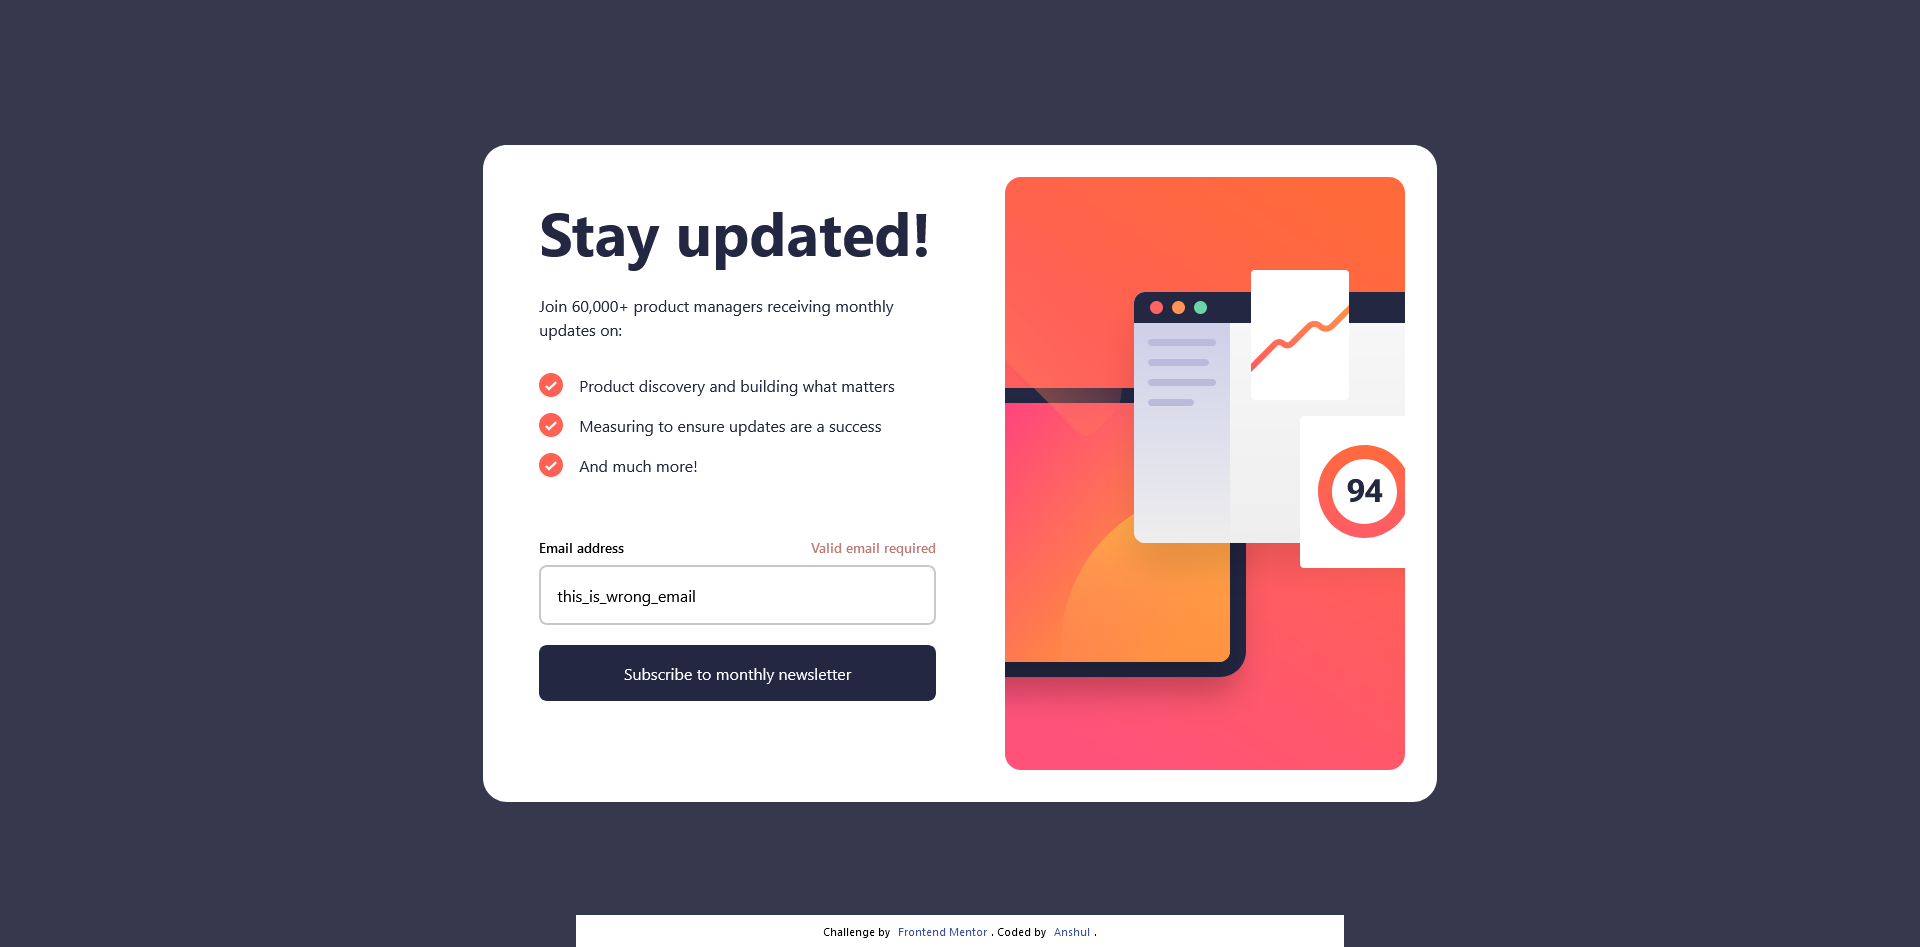 Stay updated!
Join 60,000+ product managers receiving monthly
updates on:
Product discovery and building what matters
Measuring to ensure updates are a success
And much more!
Email address
Valid email required
this_is_wrong_email
Subscribe to monthly newsletter
94
Challenge by Frontend Mentor . Coded by Anshul .